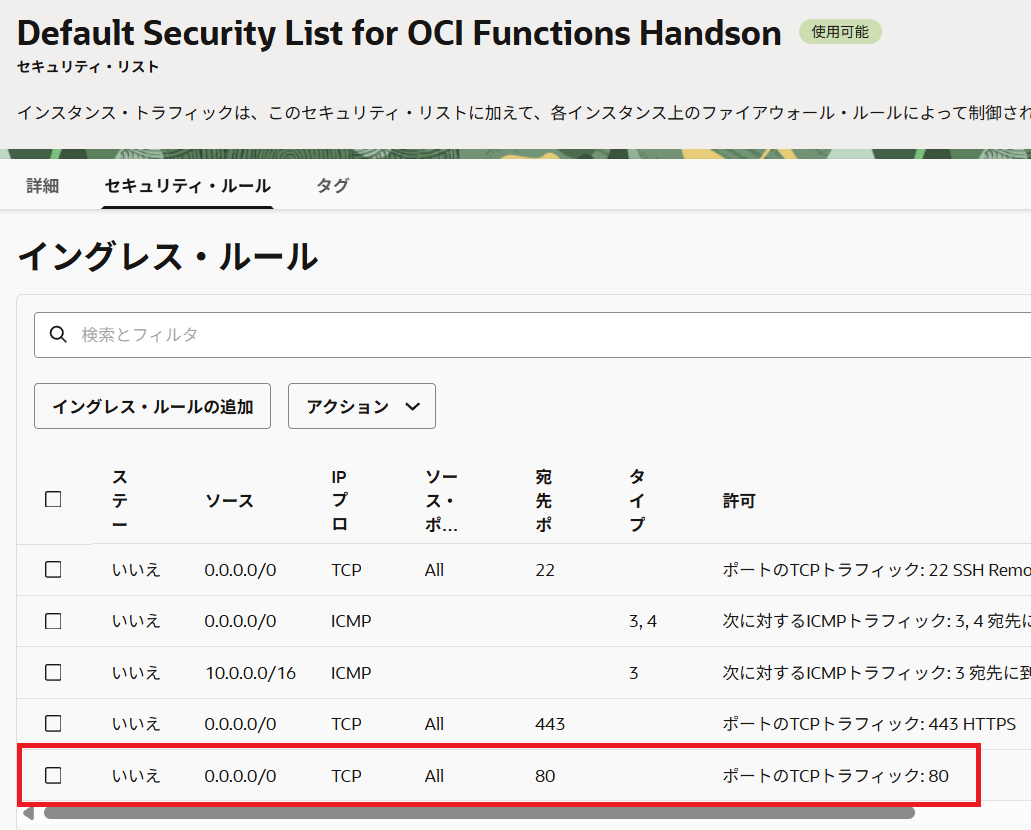 Default Security List for OCI Functions Handson 使用可能
セキュリティ・リスト
インスタンス・トラフィックは、このセキュリティ・リストに加えて、各インスタンス上のファイアウォール・ルールによって制御され
詳細 セキュリティ・ルール タグ
イングレス・ルール
検索とフィルタ
イングレス・ルールの追加 アクション
ステー ソース IPプロ ソース・ポ... 宛先ポ タイプ 許可
いいえ 0.0.0.0/0 TCP All 22 ポートのTCPトラフィック: 22 SSH Remo
いいえ 0.0.0.0/0 ICMP 3, 4 次に対するICMPトラフィック: 3, 4 宛先に
いいえ 10.0.0.0/16 ICMP 3 次に対するICMPトラフィック: 3 宛先に到
いいえ 0.0.0.0/0 TCP All 443 ポートのTCPトラフィック: 443 HTTPS
いいえ 0.0.0.0/0 TCP All 80 ポートのTCPトラフィック: 80